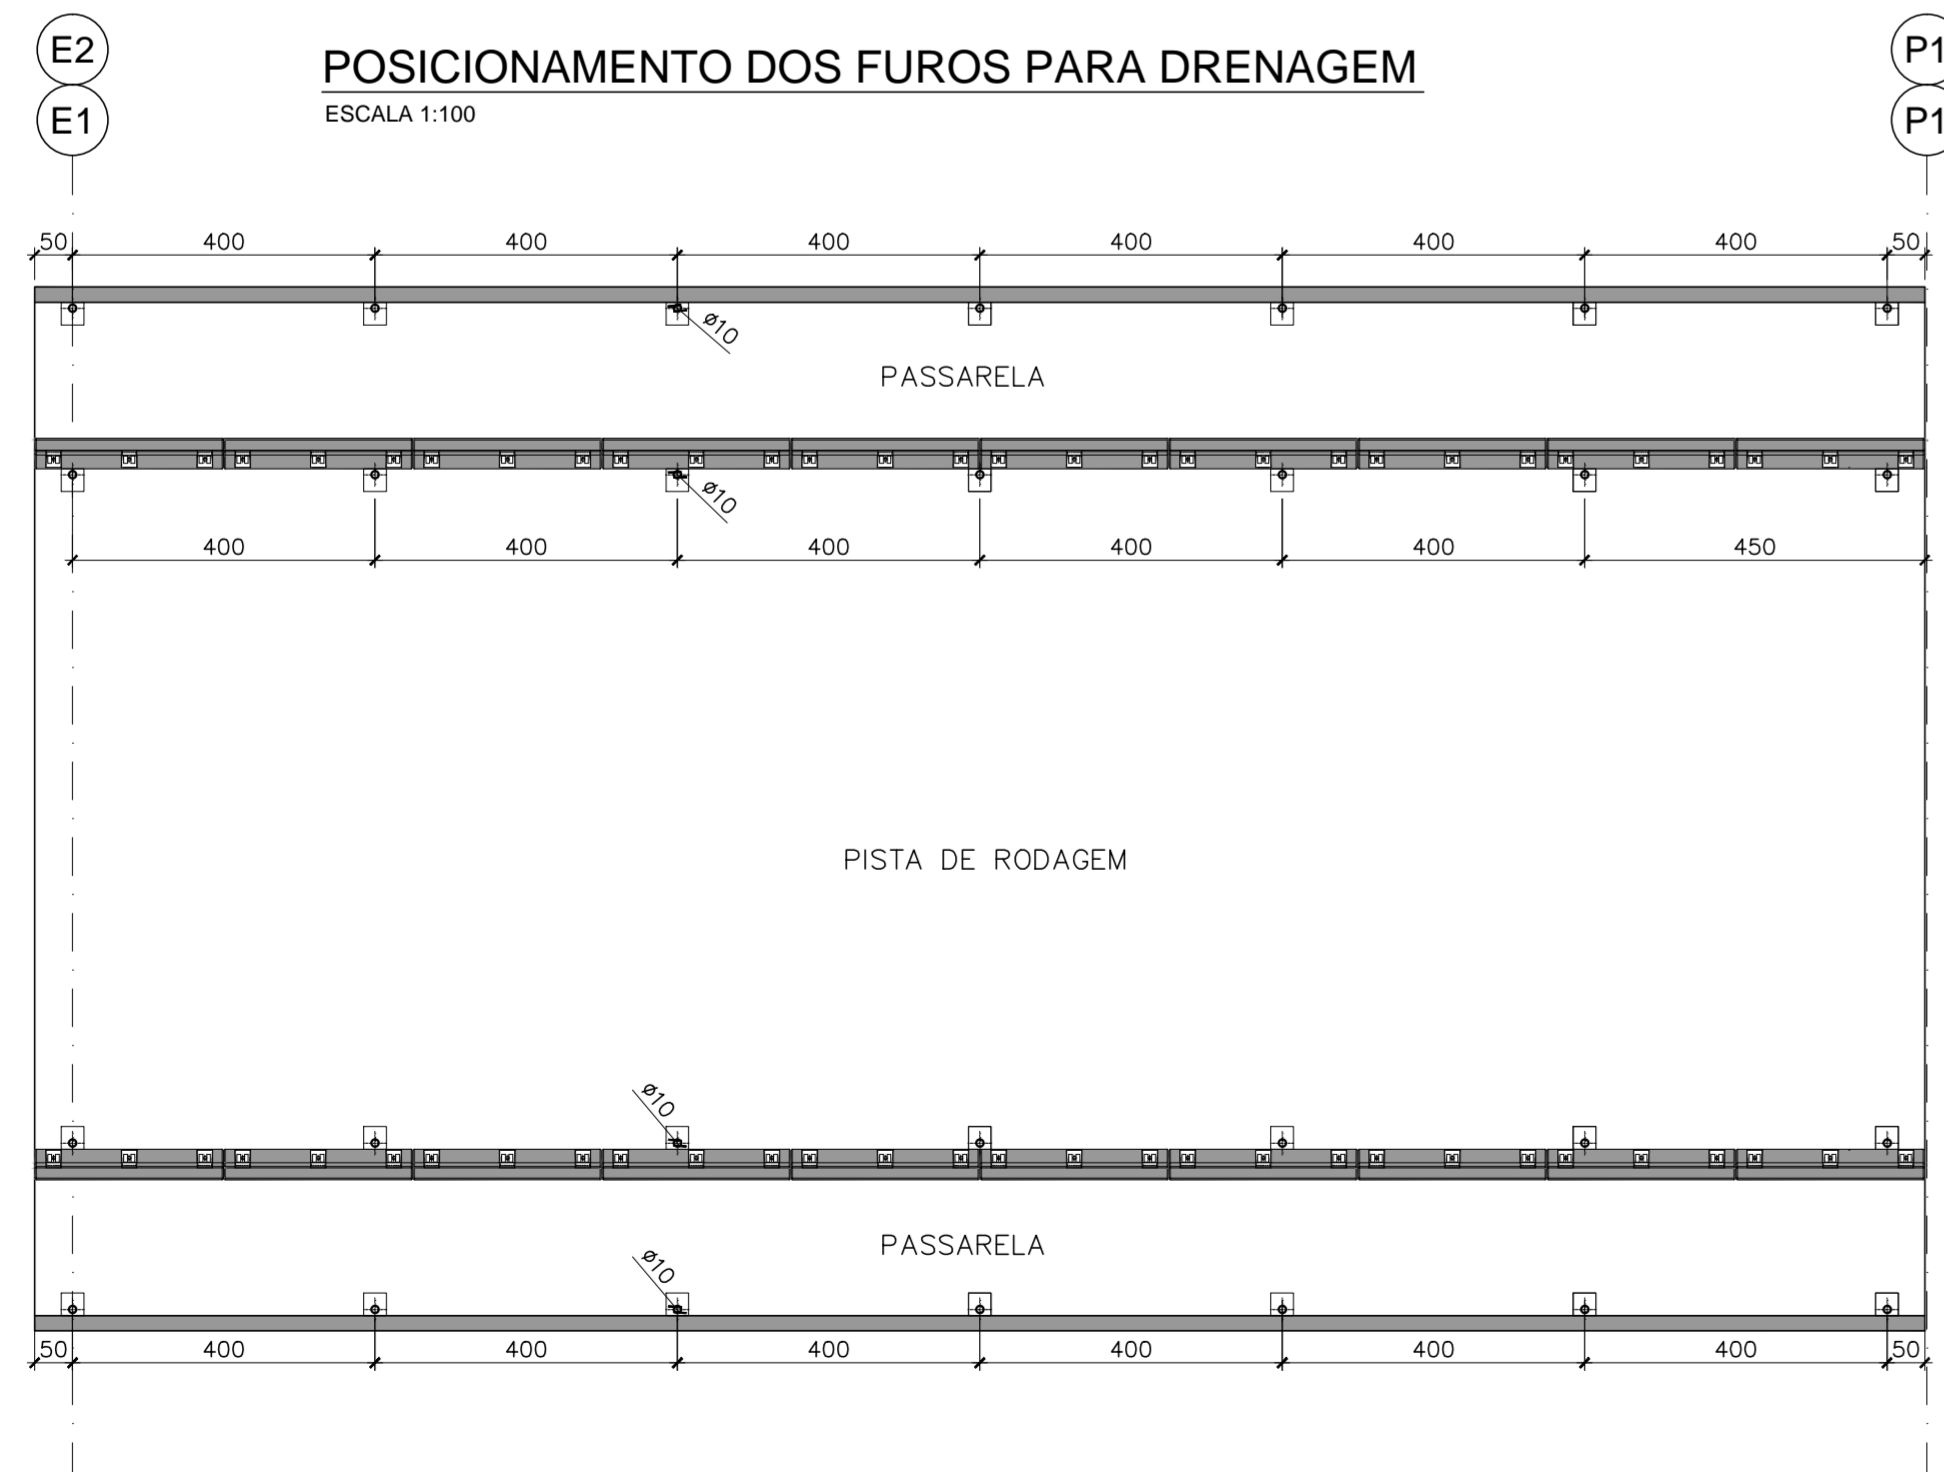 E2
POSICIONAMENTO DOS FUROS PARA DRENAGEM
P1
E1
ESCALA 1:100
P1
50 400 400 400 400 400 400 50
ø10
PASSARELA
ø10
400 400 400 400 400 450
PISTA DE RODAGEM
ø10
PASSARELA
ø10
50 400 400 400 400 400 400 50